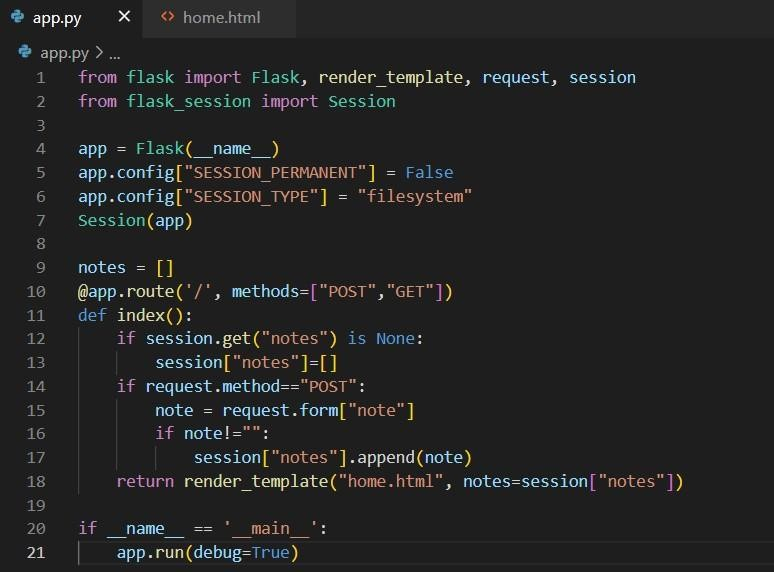 app.py × <> home.html
app.py > ...
1 from flask import Flask, render_template, request, session
2 from flask_session import Session
3
4 app = Flask(__name__)
5 app.config["SESSION_PERMANENT"] = False
6 app.config["SESSION_TYPE"] = "filesystem"
7 Session(app)
8
9 notes = []
10 @app.route('/', methods=["POST","GET"])
11 def index():
12     if session.get("notes") is None:
13         session["notes"]=[]
14     if request.method=="POST":
15         note = request.form["note"]
16         if note!="":
17             session["notes"].append(note)
18     return render_template("home.html", notes=session["notes"])
19
20 if __name__ == '__main__':
21     app.run(debug=True)